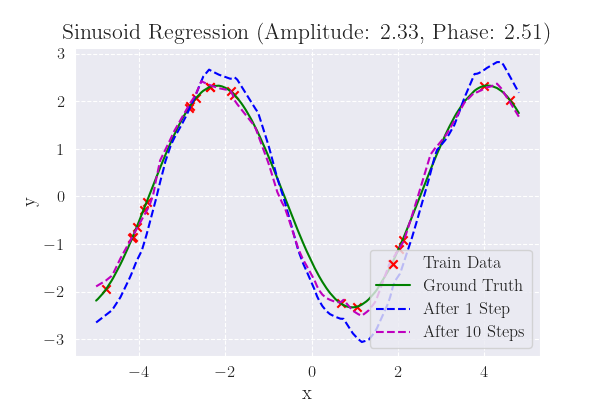 Sinusoid Regression (Amplitude: 2.33, Phase: 2.51)
3
2
1
0
−1
−2
−3
y
−4
−2
0
2
4
x
Train Data
Ground Truth
After 1 Step
After 10 Steps